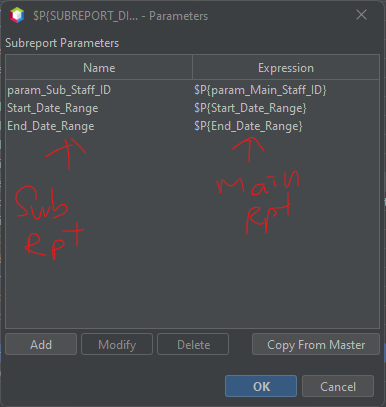 $P{SUBREPORT_DI... - Parameters
Subreport Parameters
Name Expression
param_Sub_Staff_ID $P{param_Main_Staff_ID}
Start_Date_Range $P{Start_Date_Range}
End_Date_Range $P{End_Date_Range}
Sub
Rpt
main
Rpt
Add Modify Delete Copy From Master
OK Cancel